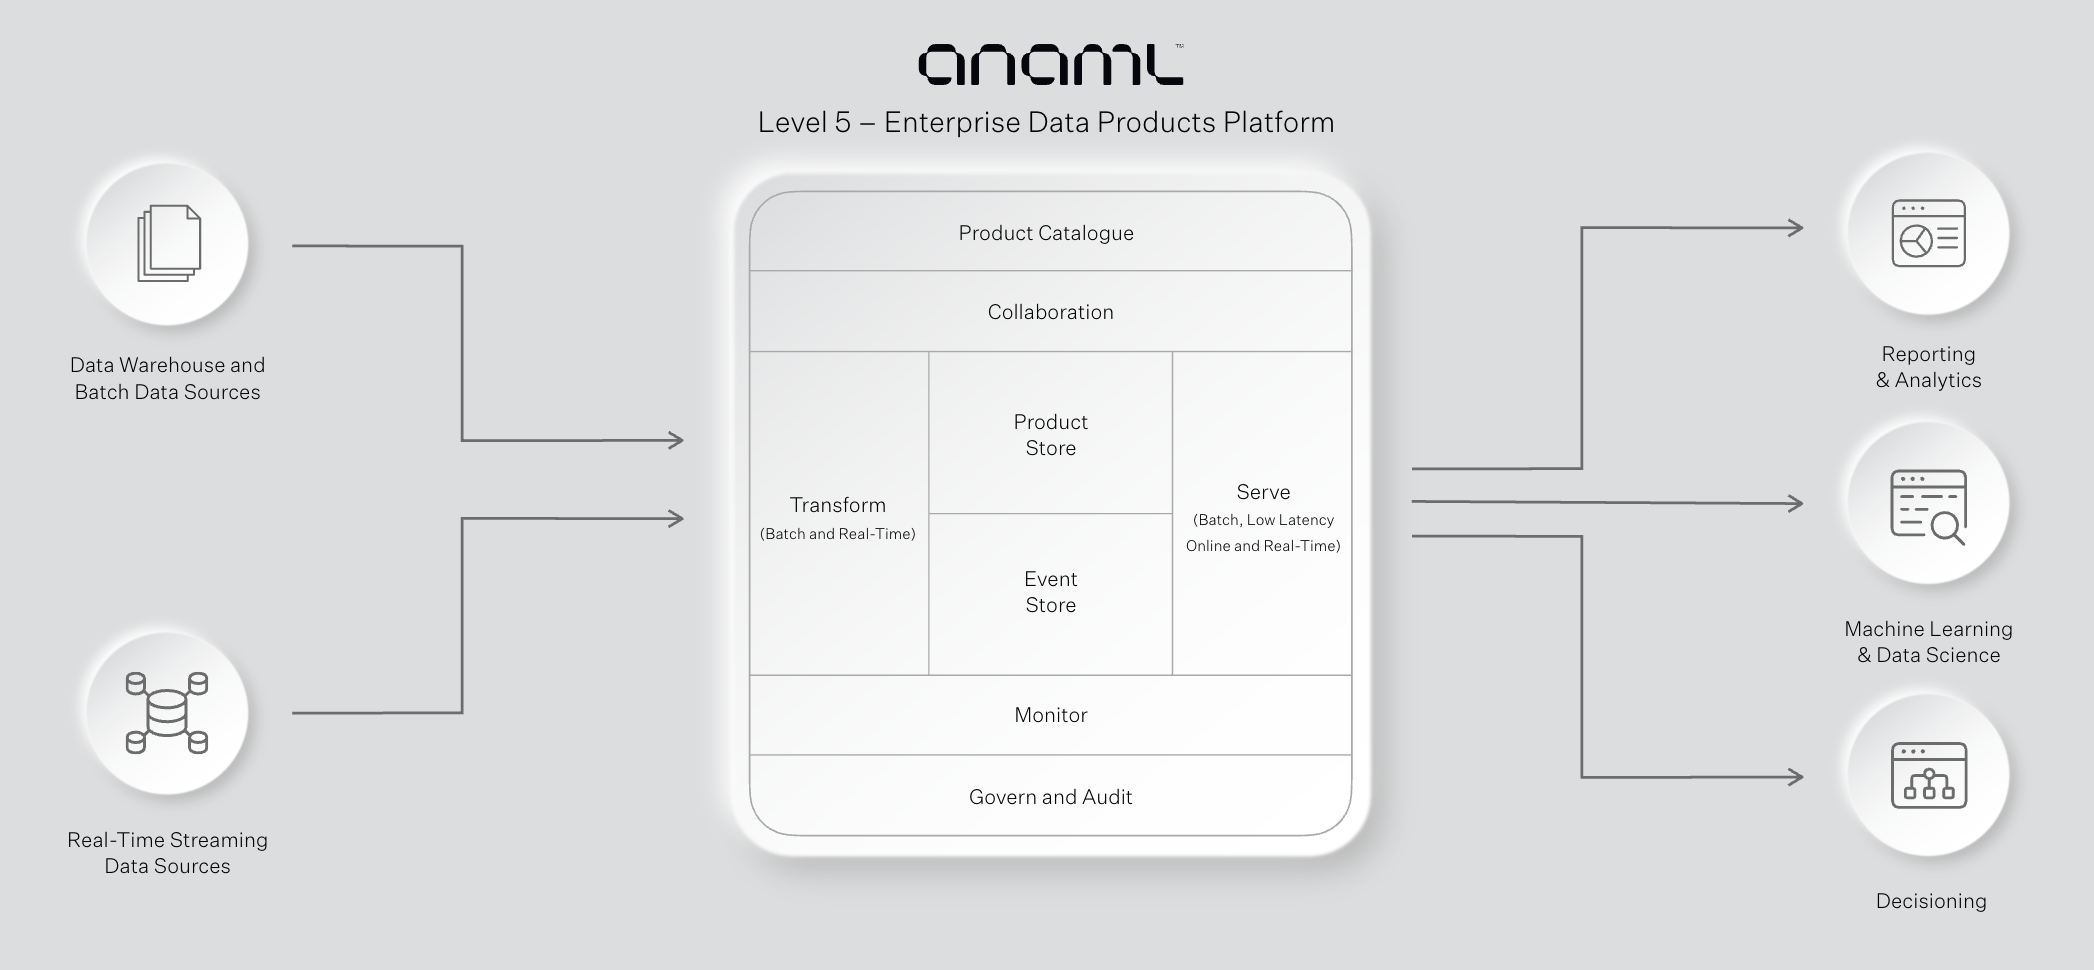 anaml™
Level 5 – Enterprise Data Products Platform
Data Warehouse and
Batch Data Sources
Real-Time Streaming
Data Sources
Product Catalogue
Collaboration
Transform
(Batch and Real-Time)
Product
Store
Event
Store
Serve
(Batch, Low Latency
Online and Real-Time)
Monitor
Govern and Audit
Reporting
& Analytics
Machine Learning
& Data Science
Decisioning